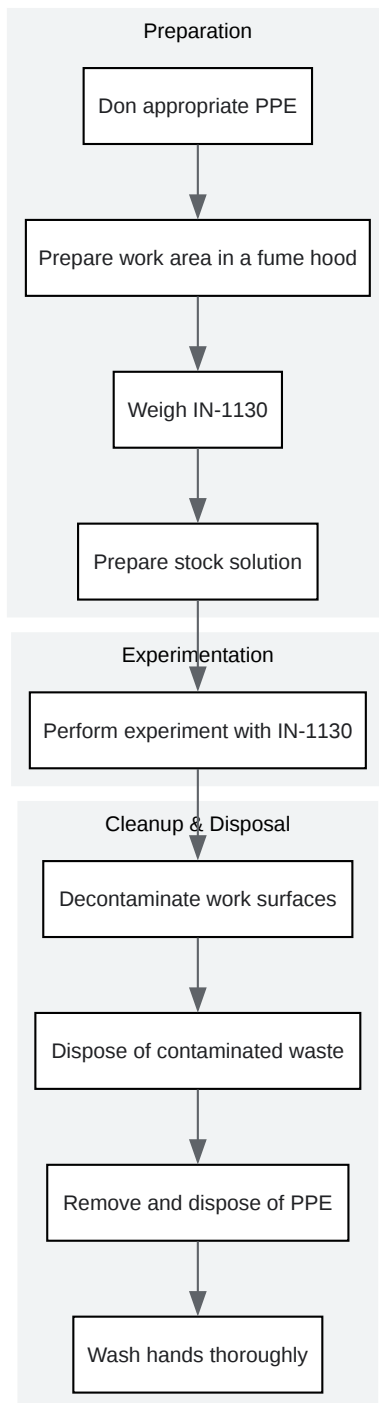 Preparation
Don appropriate PPE
Prepare work area in a fume hood
Weigh IN-1130
Prepare stock solution
Experimentation
Perform experiment with IN-1130
Cleanup & Disposal
Decontaminate work surfaces
Dispose of contaminated waste
Remove and dispose of PPE
Wash hands thoroughly